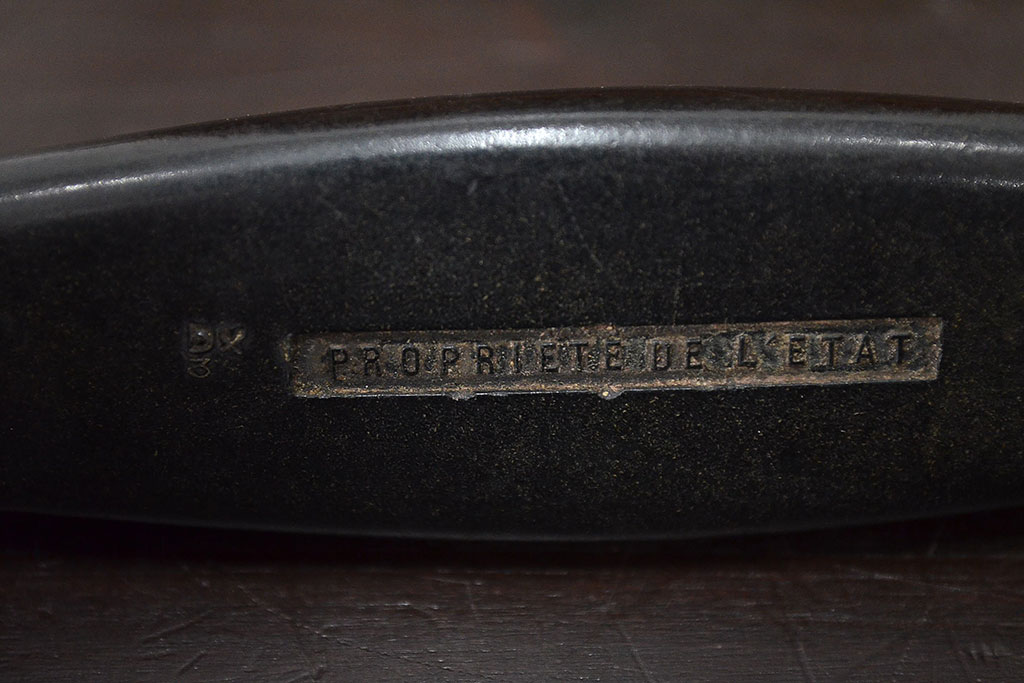 PROPRIETE DE L'ETAT